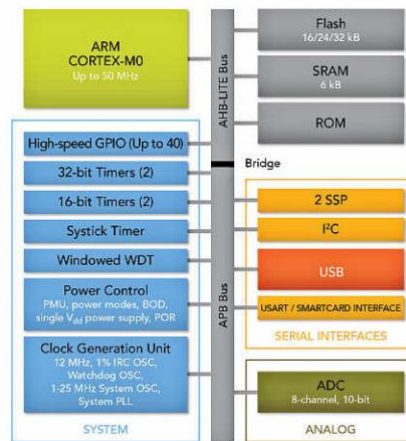 ARM
CORTEX-M0
Up to 50 MHz
High-speed GPIO (Up to 40)
32-bit Timers (2)
16-bit Timers (2)
Systick Timer
Windowed WDT
Power Control
PMU, power modes, BOD,
single Vdd power supply, POR
Clock Generation Unit
12 MHz, 1% IRC OSC,
Watchdog OSC,
1-25 MHz System OSC,
System PLL
SYSTEM
AHB-LITE Bus
Bridge
APB Bus
Flash
16/24/32 kB
SRAM
6 kB
ROM
2 SSP
I²C
USB
USART / SMARTCARD INTERFACE
SERIAL INTERFACES
ADC
8-channel, 10-bit
ANALOG